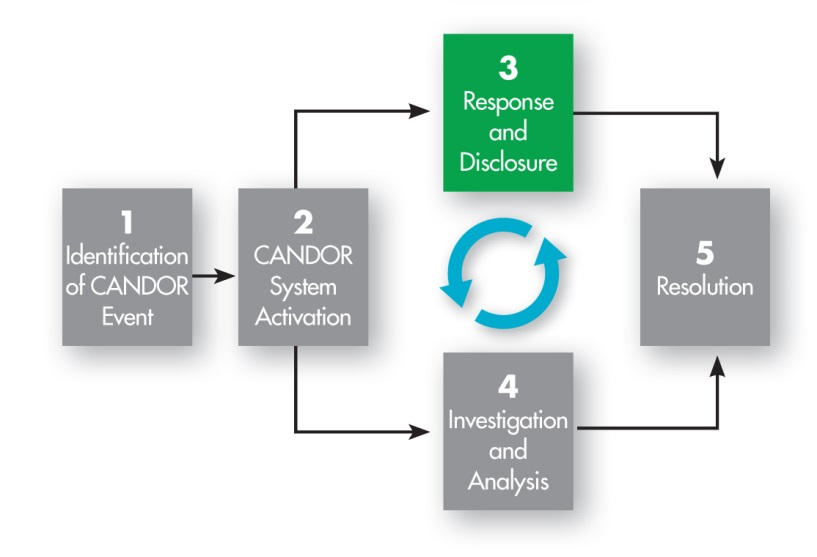 1
Identification
of CANDOR
Event
2
CANDOR
System
Activation
3
Response
and
Disclosure
4
Investigation
and
Analysis
5
Resolution